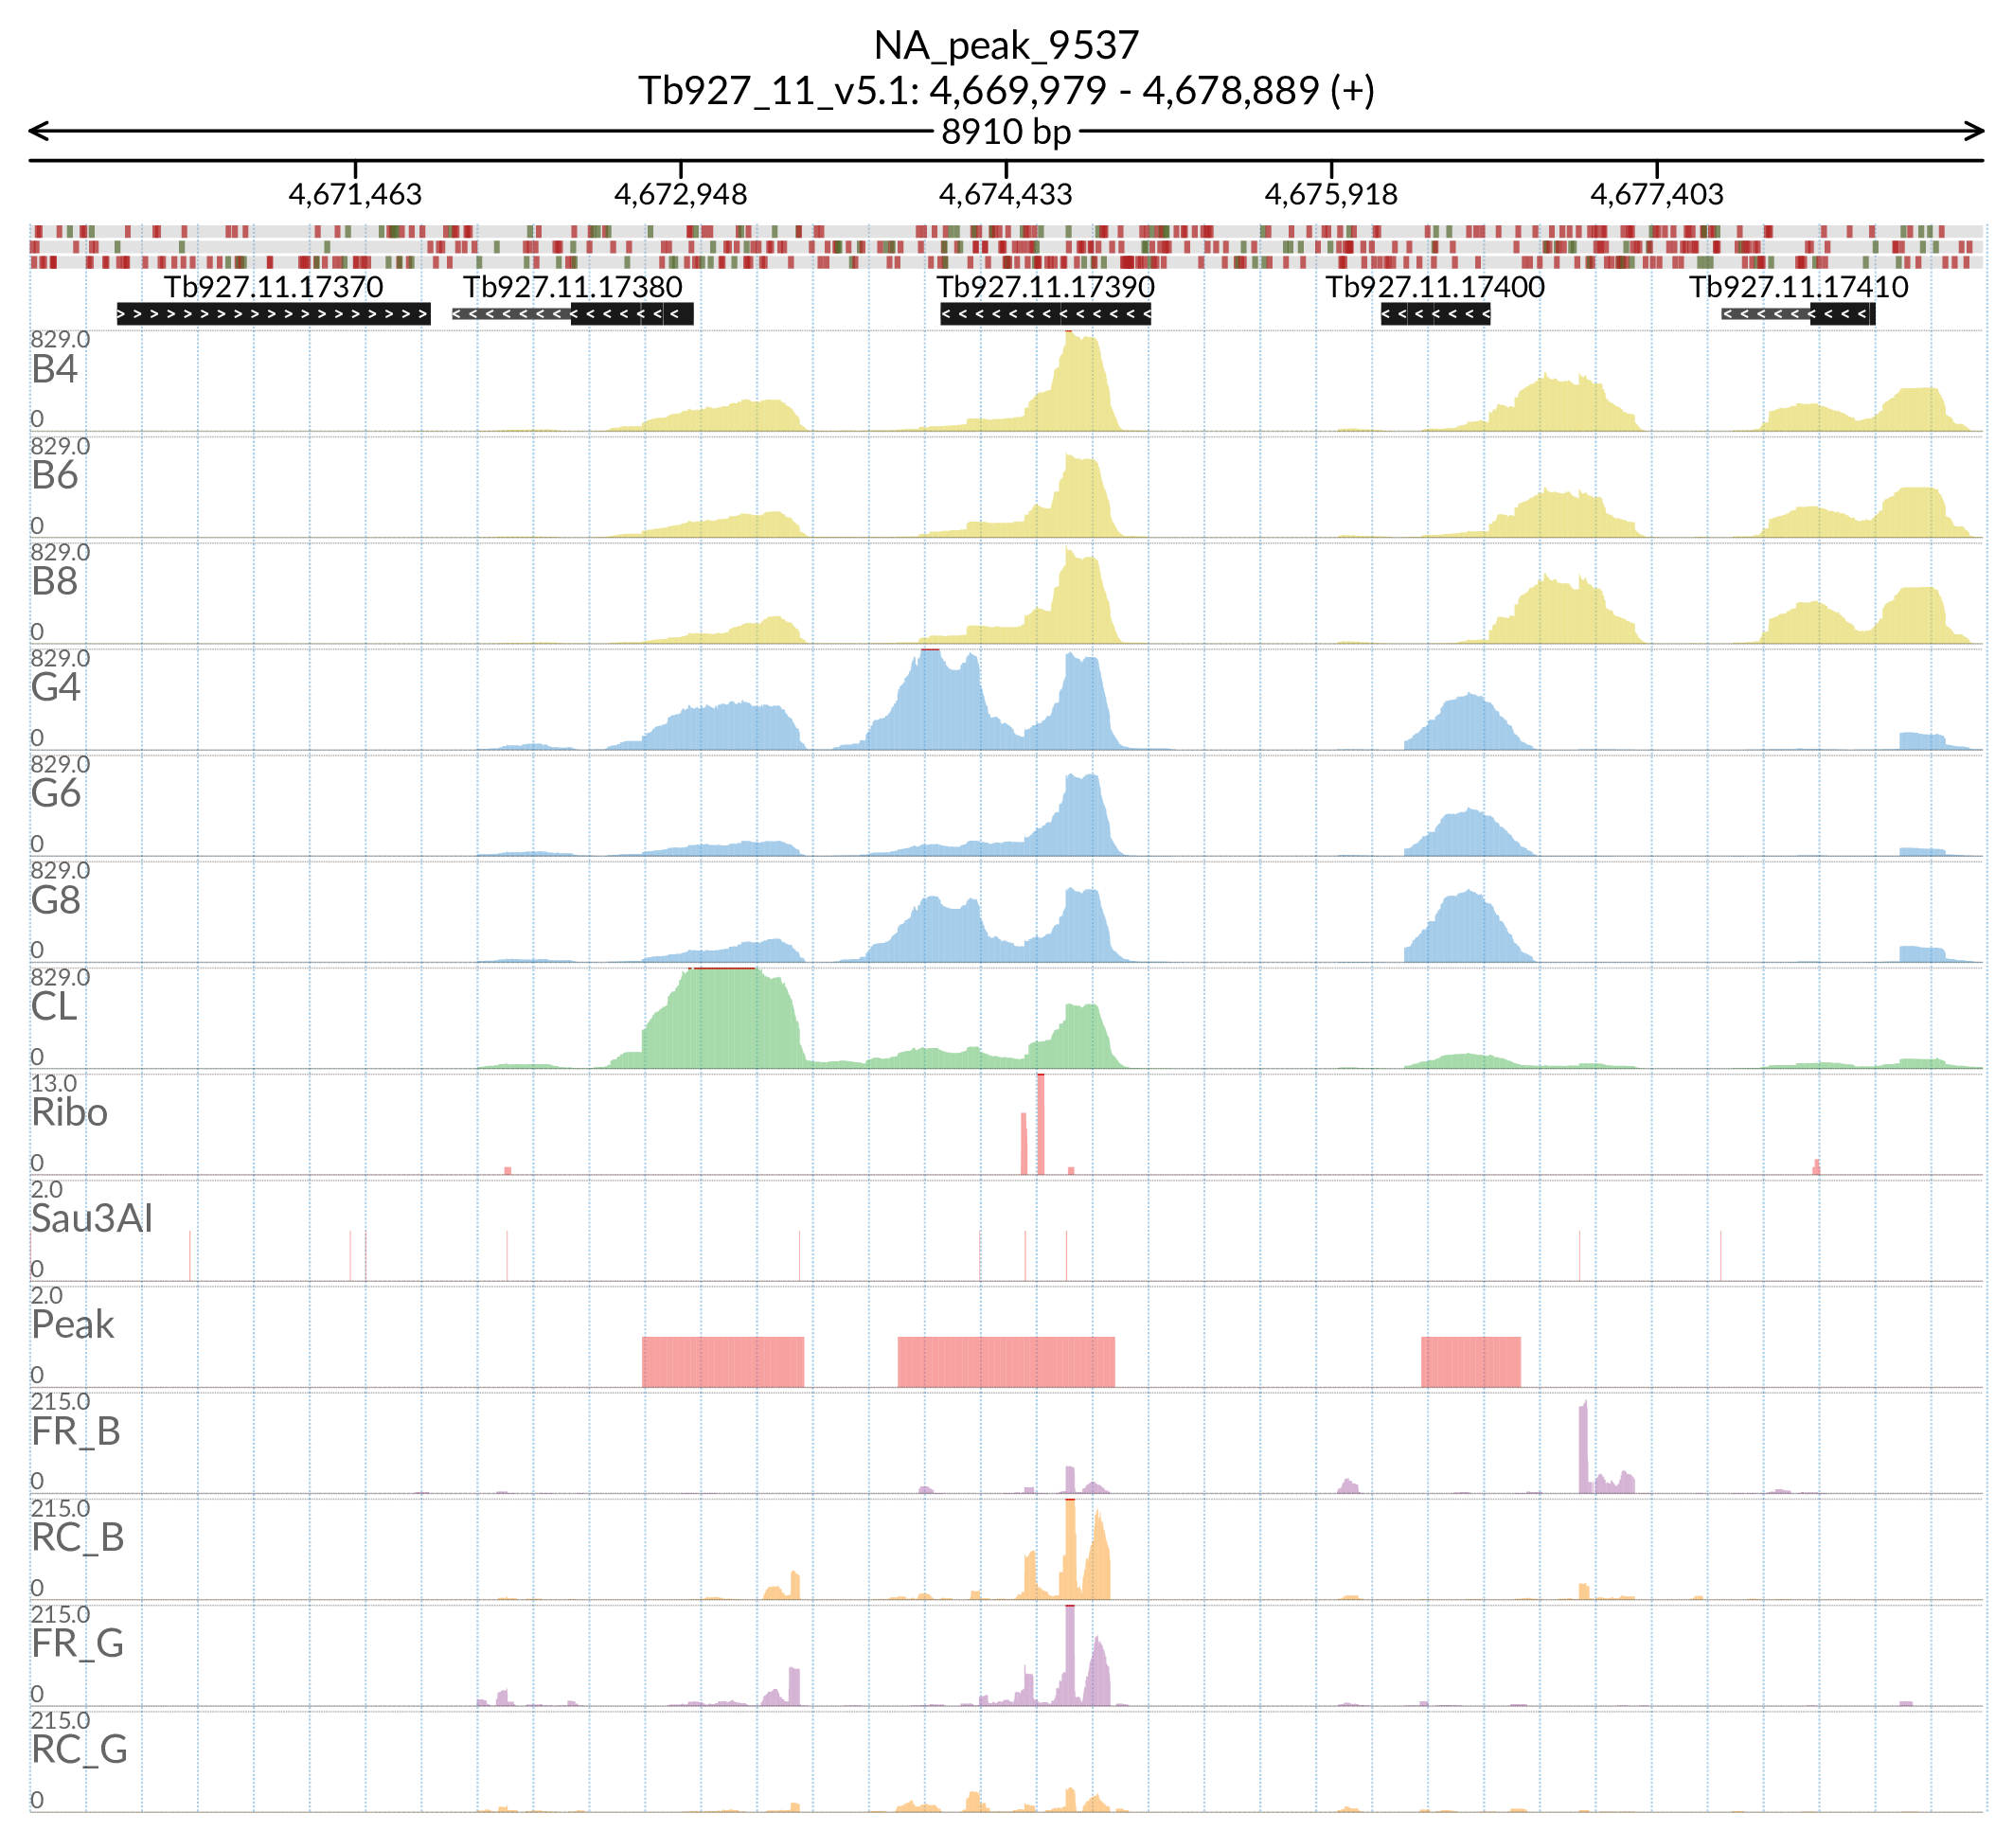 NA_peak_9537
Tb927_11_v5.1: 4,669,979 - 4,678,889 (+)
8910 bp
4,671,463 4,672,948 4,674,433 4,675,918 4,677,403
Tb927.11.17370 Tb927.11.17380 Tb927.11.17390 Tb927.11.17400 Tb927.11.17410
829.0
B4
0
829.0
B6
0
829.0
B8
0
829.0
G4
0
829.0
G6
0
829.0
G8
0
829.0
CL
0
13.0
Ribo
0
2.0
Sau3AI
0
2.0
Peak
0
215.0
FR_B
0
215.0
RC_B
0
215.0
FR_G
0
215.0
RC_G
0